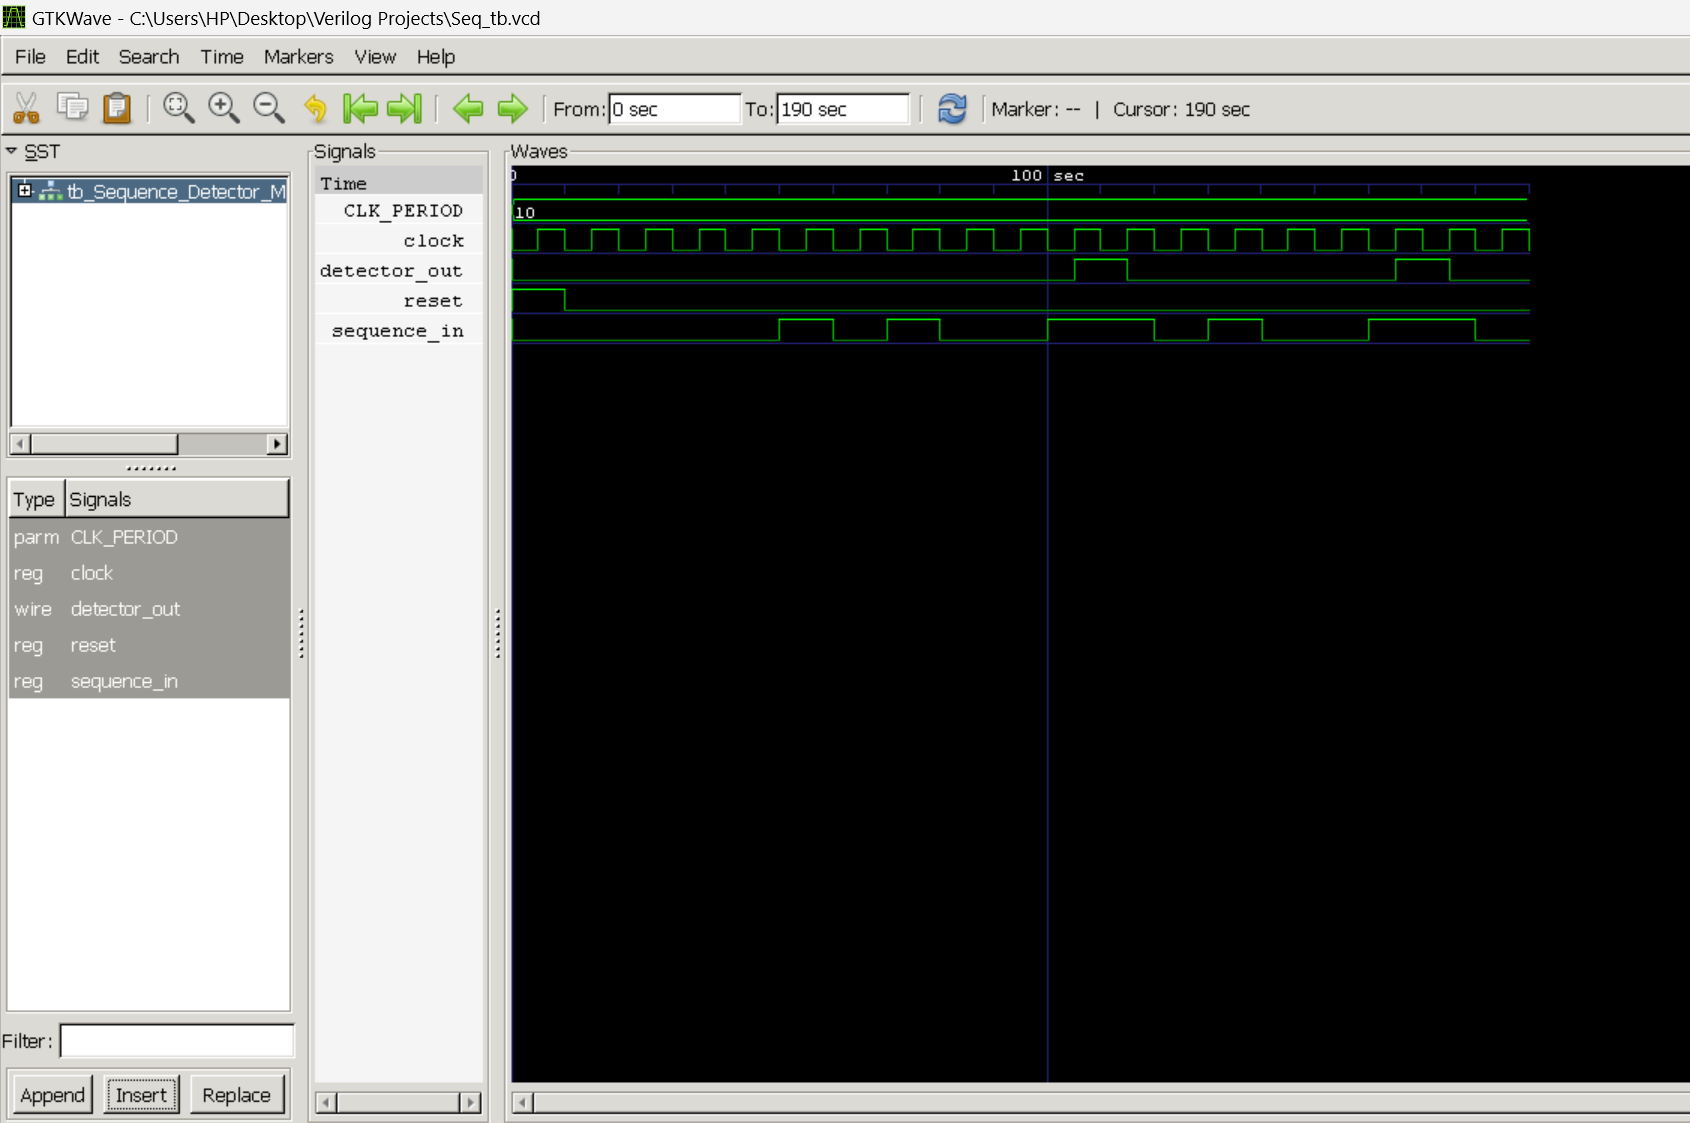 GTKWave - C:\Users\HP\Desktop\Verilog Projects\Seq_tb.vcd
File Edit Search Time Markers View Help
From: 0 sec To: 190 sec Marker: -- | Cursor: 190 sec
SST
tb_Sequence_Detector_M
Type Signals
parm CLK_PERIOD
reg clock
wire detector_out
reg reset
reg sequence_in
Filter:
Append Insert Replace
Signals
Time
CLK_PERIOD
clock
detector_out
reset
sequence_in
Waves
0 100 sec
10